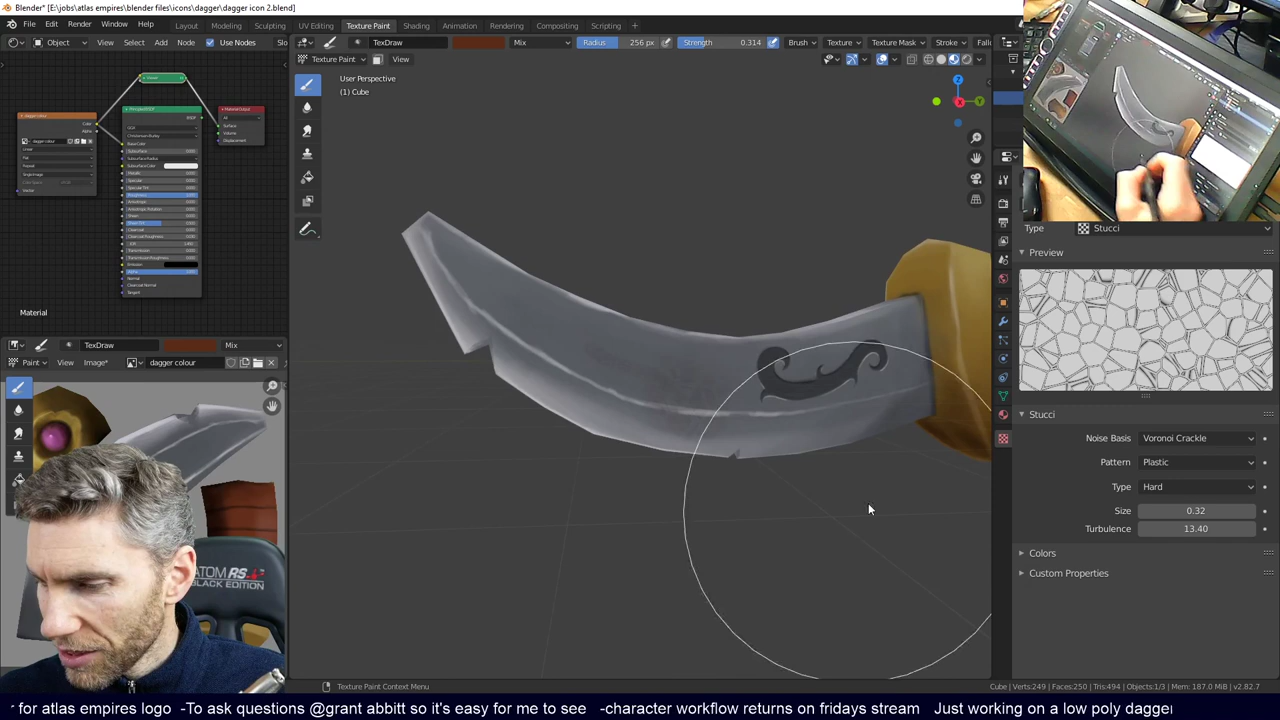 Blender* [E:\jobs\atlas empires\blender files\icons\dagger\dagger icon 2.blend]
File Edit Render Window Help Layout Modeling Sculpting UV Editing Texture Paint Shading Animation Rendering Compositing Scripting
Object View Select Add Node Use Nodes Slo
TexDraw Mix Radius 256 px Strength 0.314 Brush Texture Texture Mask Stroke Fallo
Texture Paint View
User Perspective
(1) Cube
Material
TexDraw Mix
Paint View Image* dagger colour
Type Stucci
Preview
Stucci
Noise Basis Voronoi Crackle
Pattern Plastic
Type Hard
Size 0.32
Turbulence 13.40
Colors
Custom Properties
ATOM RS
BLACK EDITION
Texture Paint Context Menu
Cube | Verts:249 | Faces:250 | Tris:494 | Objects:1/3 | Mem: 187.0 MiB | v2.82.7
r for atlas empires logo -To ask questions @grant abbitt so it's easy for me to see -character workflow returns on fridays stream Just working on a low poly dagger